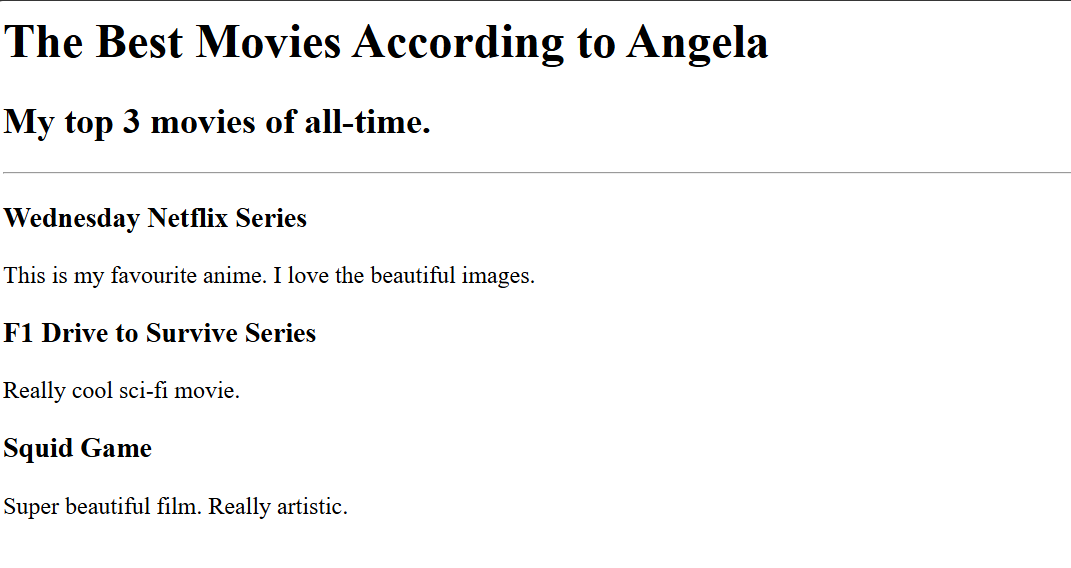 The Best Movies According to Angela
My top 3 movies of all-time.
Wednesday Netflix Series
This is my favourite anime. I love the beautiful images.
F1 Drive to Survive Series
Really cool sci-fi movie.
Squid Game
Super beautiful film. Really artistic.